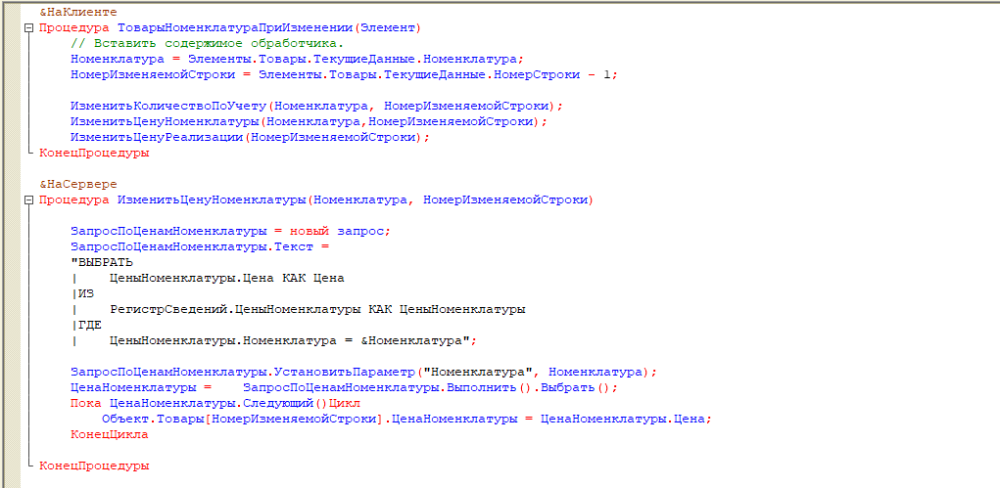 &НаКлиенте
Процедура ТоварыНоменклатураПриИзменении(Элемент)
// Вставить содержимое обработчика.
Номенклатура = Элементы.Товары.ТекущиеДанные.Номенклатура;
НомерИзменяемойСтроки = Элементы.Товары.ТекущиеДанные.НомерСтроки - 1;
ИзменитьКоличествоПоУчету(Номенклатура, НомерИзменяемойСтроки);
ИзменитьЦенуНоменклатуры(Номенклатура,НомерИзменяемойСтроки);
ИзменитьЦенуРеализации(НомерИзменяемойСтроки);
КонецПроцедуры
&НаСервере
Процедура ИзменитьЦенуНоменклатуры(Номенклатура, НомерИзменяемойСтроки)
ЗапросПоЦенамНоменклатуры = новый запрос;
ЗапросПоЦенамНоменклатуры.Текст =
"ВЫБРАТЬ
|    ЦеныНоменклатуры.Цена КАК Цена
|ИЗ
|    РегистрСведений.ЦеныНоменклатуры КАК ЦеныНоменклатуры
|ГДЕ
|    ЦеныНоменклатуры.Номенклатура = &Номенклатура";
ЗапросПоЦенамНоменклатуры.УстановитьПараметр("Номенклатура", Номенклатура);
ЦенаНоменклатуры =    ЗапросПоЦенамНоменклатуры.Выполнить().Выбрать();
Пока ЦенаНоменклатуры.Следующий()Цикл
Объект.Товары[НомерИзменяемойСтроки].ЦенаНоменклатуры = ЦенаНоменклатуры.Цена;
КонецЦикла
КонецПроцедуры